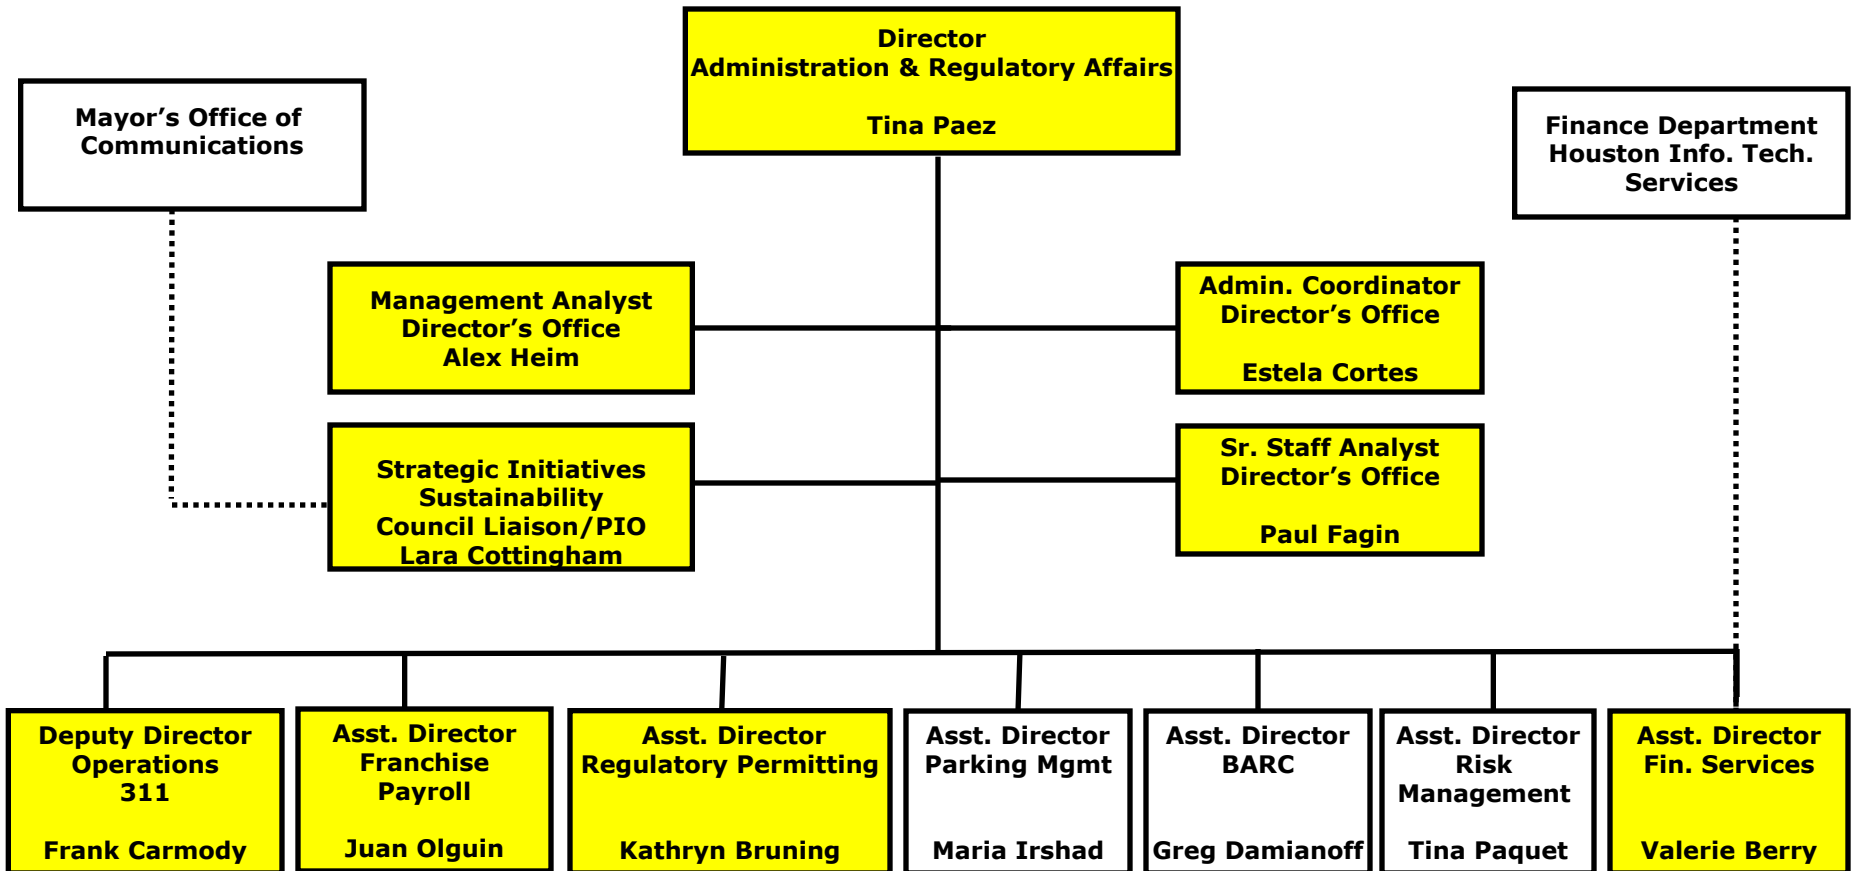 Director
Administration & Regulatory Affairs
Tina Paez
Mayor’s Office of
Communications
Finance Department
Houston Info. Tech.
Services
Management Analyst
Director’s Office
Alex Heim
Admin. Coordinator
Director’s Office
Estela Cortes
Strategic Initiatives
Sustainability
Council Liaison/PIO
Lara Cottingham
Sr. Staff Analyst
Director’s Office
Paul Fagin
Deputy Director
Operations
311
Frank Carmody
Asst. Director
Franchise
Payroll
Juan Olguin
Asst. Director
Regulatory Permitting
Kathryn Bruning
Asst. Director
Parking Mgmt
Maria Irshad
Asst. Director
BARC
Greg Damianoff
Asst. Director
Risk
Management
Tina Paquet
Asst. Director
Fin. Services
Valerie Berry